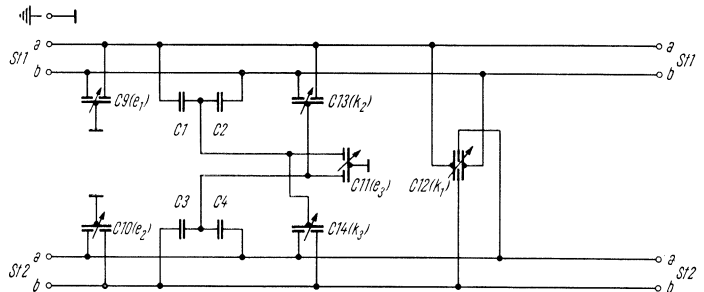 a a
St1 St1
b b
C9(e1) C13(k2)
C1 C2
C11(e3) C12(k1)
C3 C4
C10(e2) C14(k3)
a a
St2 St2
b b